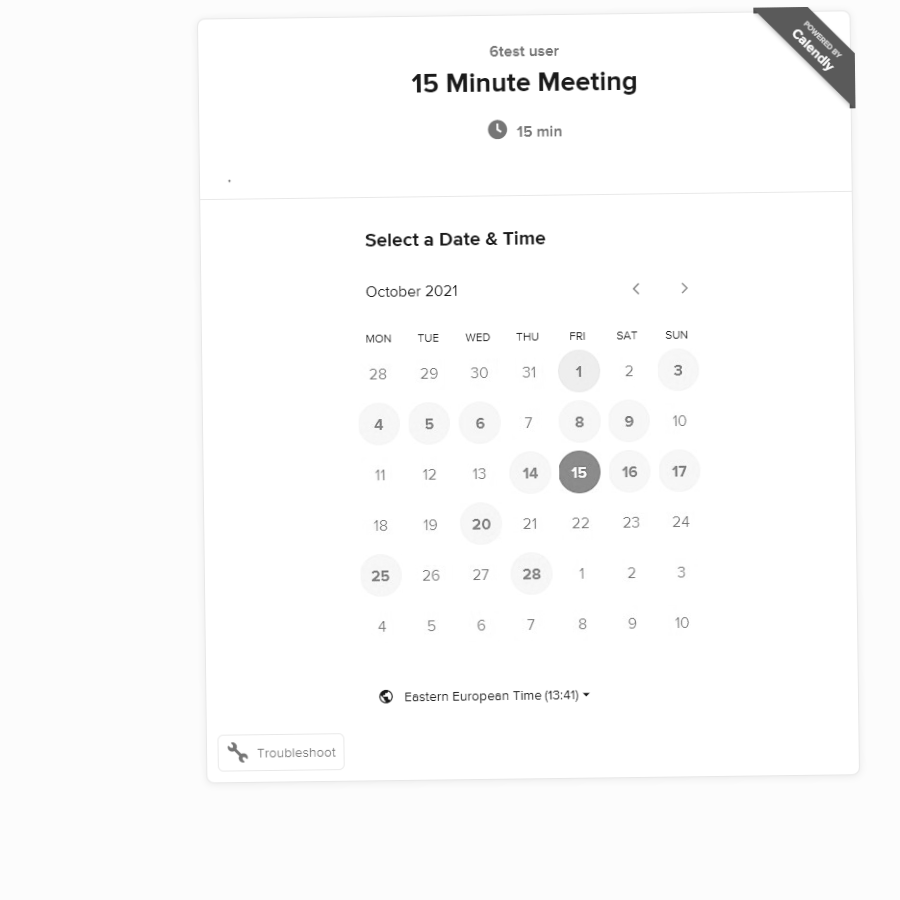 6test user
POWERED BY
Calendly
15 Minute Meeting
15 min
.
Select a Date & Time
October 2021
MON TUE WED THU FRI SAT SUN
28 29 30 31 1 2 3
4 5 6 7 8 9 10
11 12 13 14 15 16 17
18 19 20 21 22 23 24
25 26 27 28 1 2 3
4 5 6 7 8 9 10
Eastern European Time (13:41)
Troubleshoot